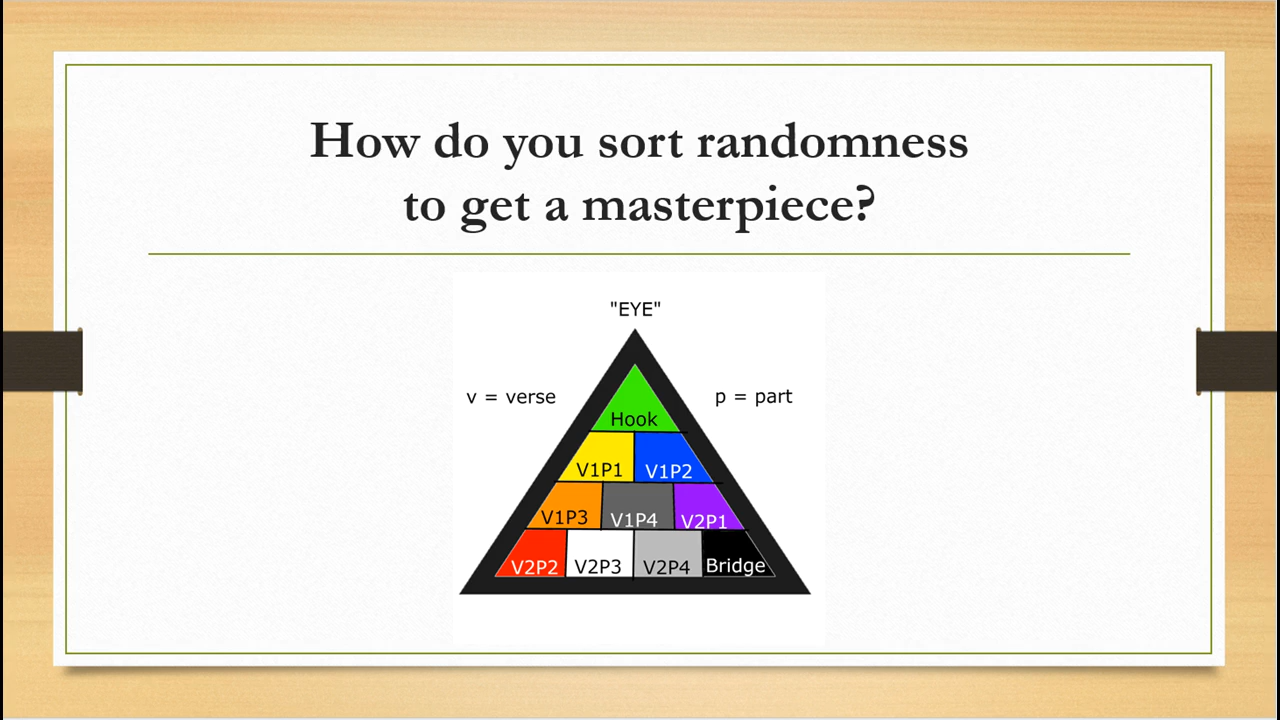 How do you sort randomness
to get a masterpiece?
"EYE"
v = verse
p = part
Hook
V1P1
V1P2
V1P3
V1P4
V2P1
V2P2
V2P3
V2P4
Bridge